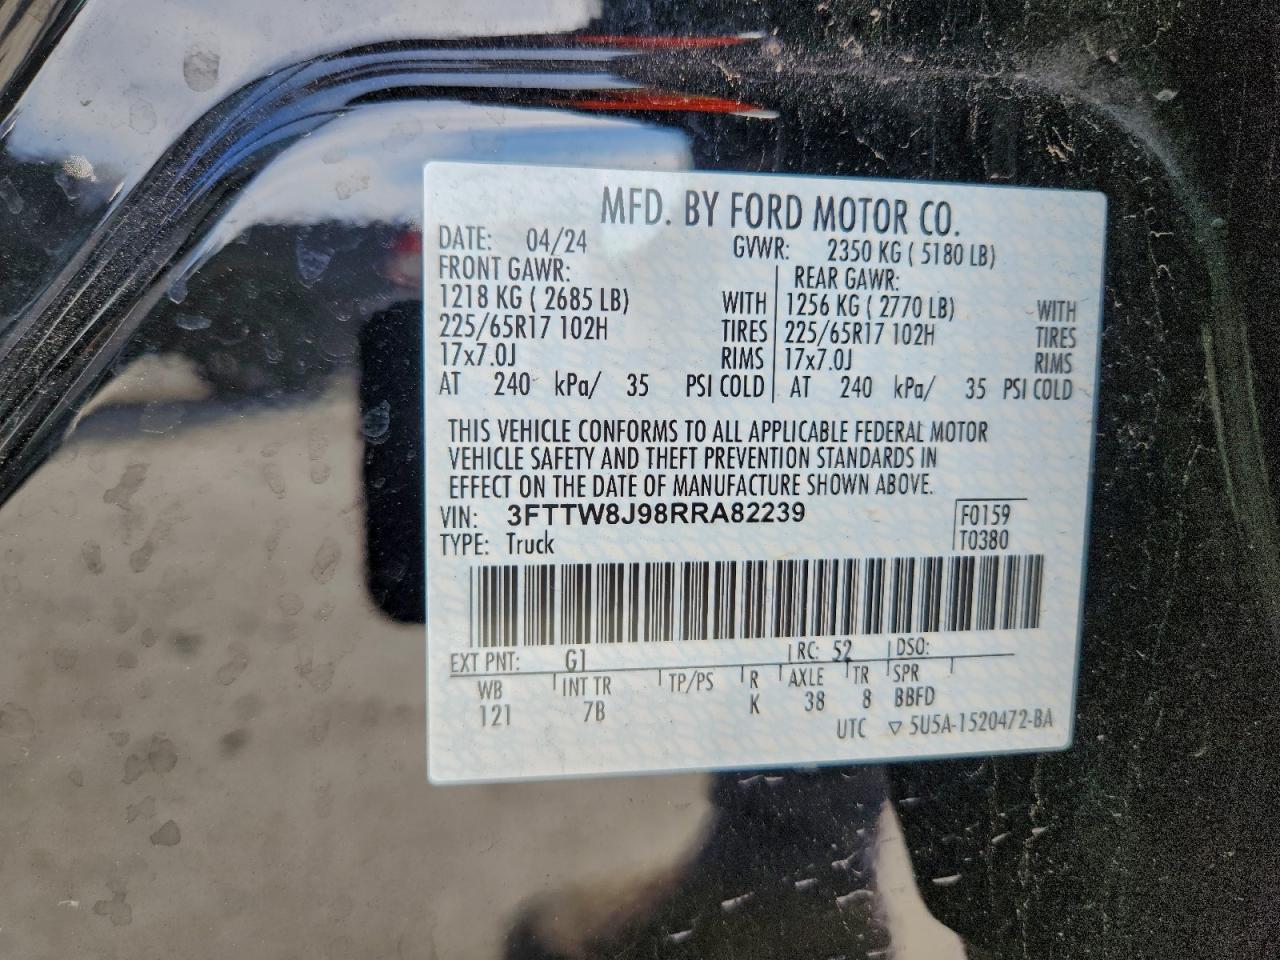 MFD. BY FORD MOTOR CO.
DATE: 04/24 GVWR: 2350 KG ( 5180 LB)
FRONT GAWR: REAR GAWR:
1218 KG ( 2685 LB) WITH 1256 KG ( 2770 LB) WITH
225/65R17 102H TIRES 225/65R17 102H TIRES
17x7.0J RIMS 17x7.0J RIMS
AT 240 kPa/ 35 PSI COLD AT 240 kPa/ 35 PSI COLD
THIS VEHICLE CONFORMS TO ALL APPLICABLE FEDERAL MOTOR
VEHICLE SAFETY AND THEFT PREVENTION STANDARDS IN
EFFECT ON THE DATE OF MANUFACTURE SHOWN ABOVE.
VIN: 3FTTW8J98RRA82239 F0159
TYPE: Truck T0380
EXT PNT: G1 RC: 52 DSO:
WB INT TR TP/PS R AXLE TR SPR
121 7B K 38 8 BBFD
UTC ▽ 5U5A-1520472-BA